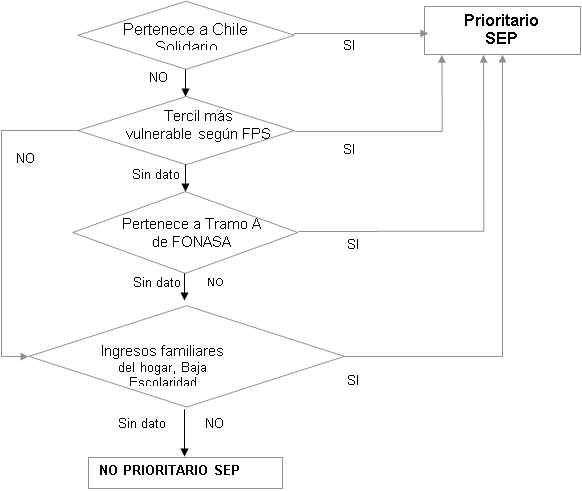 Pertenece a Chile
Solidario
SI
Prioritario
SEP
NO
Tercil más
vulnerable según FPS
NO
SI
Sin dato
Pertenece a Tramo A
de FONASA
SI
Sin dato
NO
Ingresos familiares
del hogar, Baja
Escolaridad
SI
Sin dato
NO
NO PRIORITARIO SEP